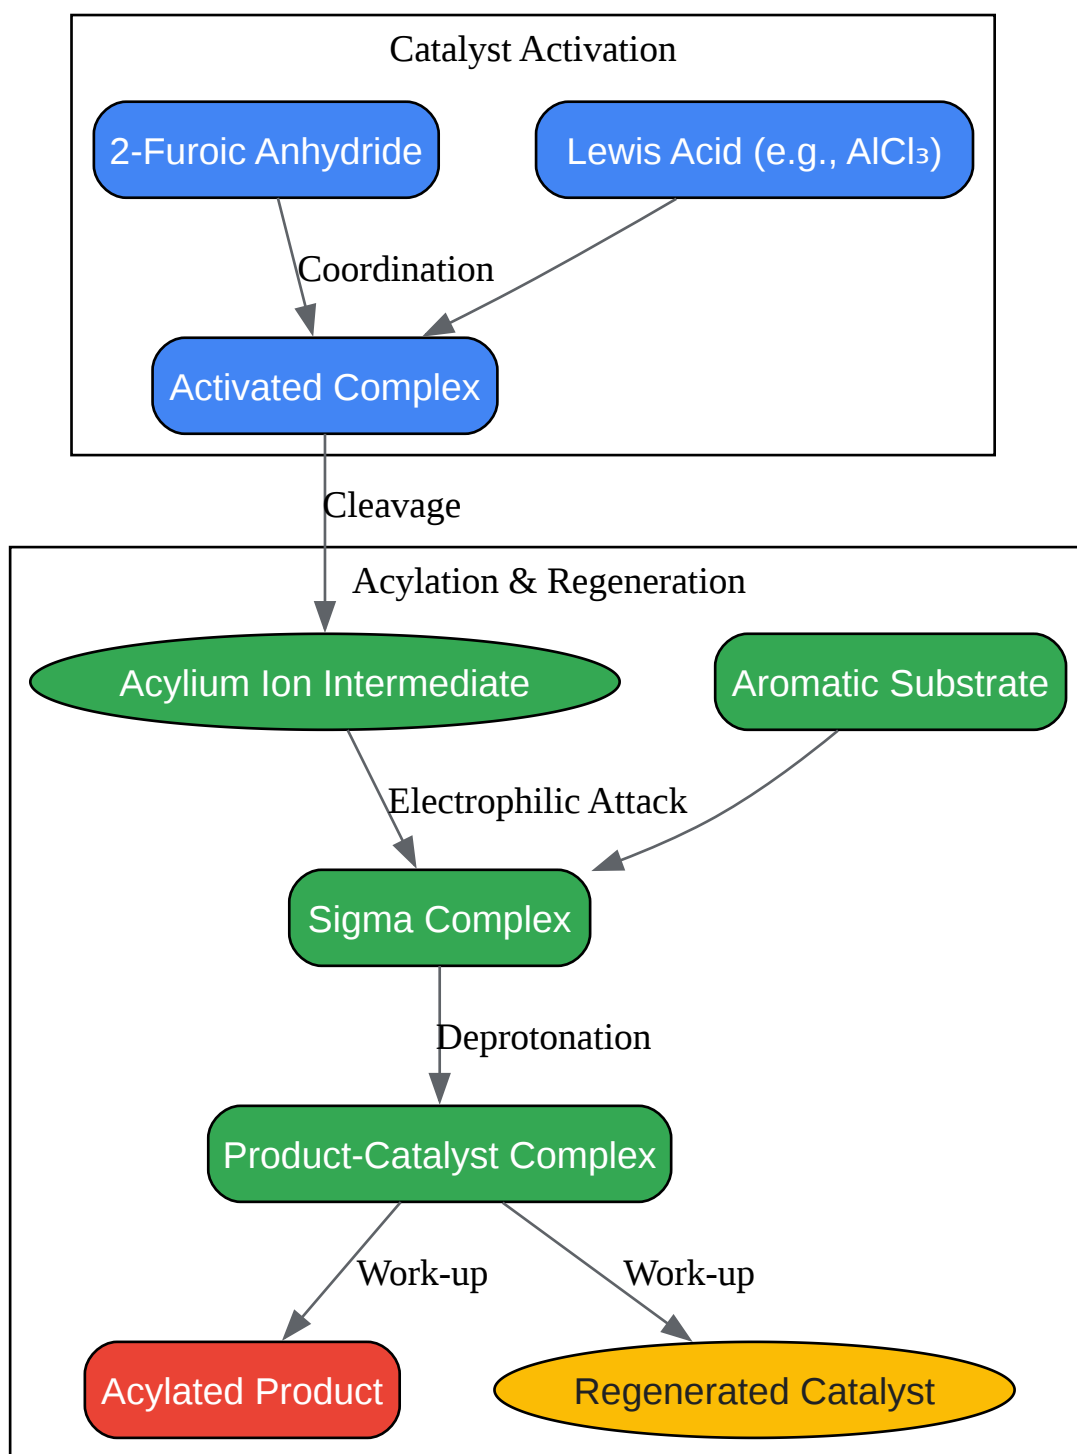 Catalyst Activation
2-Furoic Anhydride
Lewis Acid (e.g., AlCl₃)
Coordination
Activated Complex
Cleavage
Acylation & Regeneration
Acylium Ion Intermediate
Aromatic Substrate
Electrophilic Attack
Sigma Complex
Deprotonation
Product-Catalyst Complex
Work-up
Work-up
Acylated Product
Regenerated Catalyst